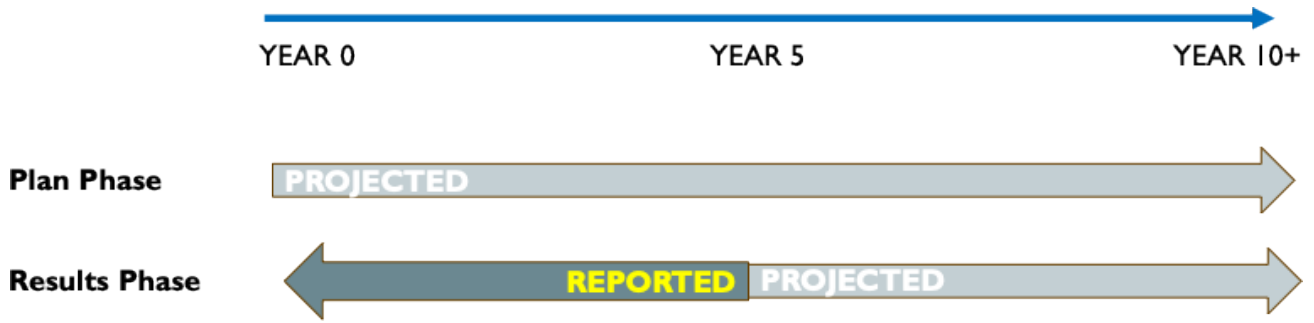 YEAR 0 YEAR 5 YEAR 10+
Plan Phase PROJECTED
Results Phase REPORTED PROJECTED